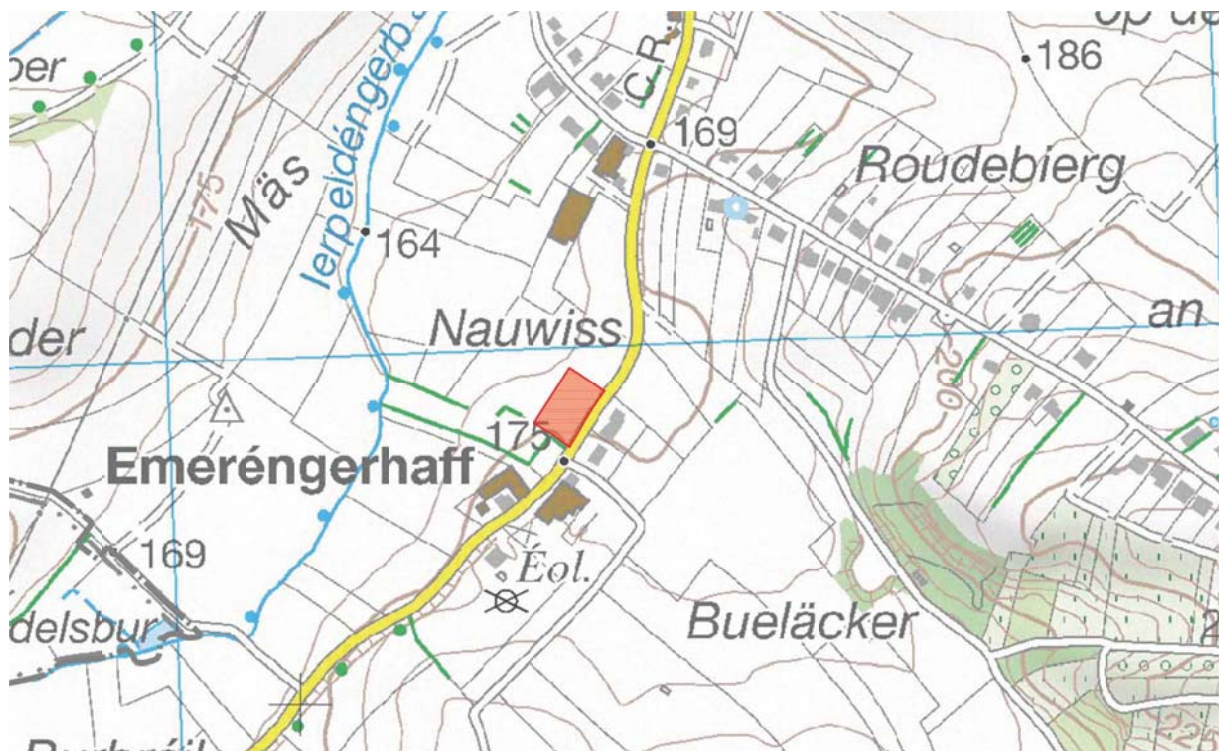 186
C.R.
169
Roudebierg
175
Mäs
Ierpeldéngerb
164
Nauwiss
an
der
200
175
Emeréngerhaff
169
Éol.
Bueläcker
delsbur